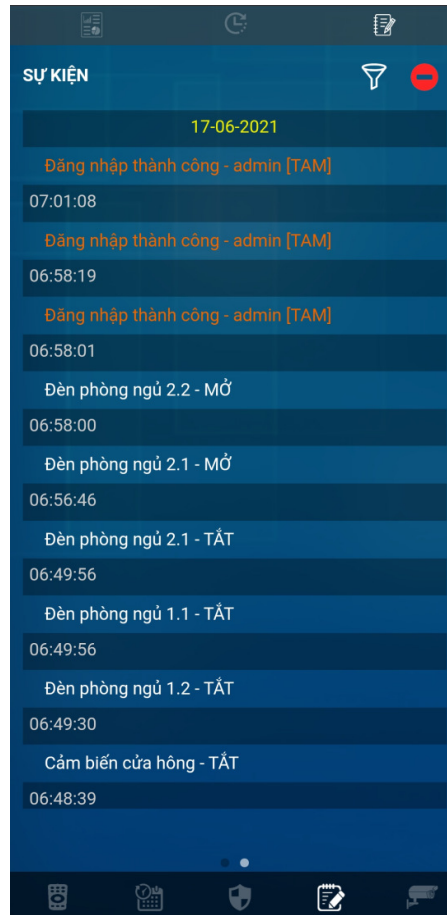 SỰ KIỆN
17-06-2021
Đăng nhập thành công - admin [TAM]
07:01:08
Đăng nhập thành công - admin [TAM]
06:58:19
Đăng nhập thành công - admin [TAM]
06:58:01
Đèn phòng ngủ 2.2 - MỞ
06:58:00
Đèn phòng ngủ 2.1 - MỞ
06:56:46
Đèn phòng ngủ 2.1 - TẮT
06:49:56
Đèn phòng ngủ 1.1 - TẮT
06:49:56
Đèn phòng ngủ 1.2 - TẮT
06:49:30
Cảm biến cửa hông - TẮT
06:48:39